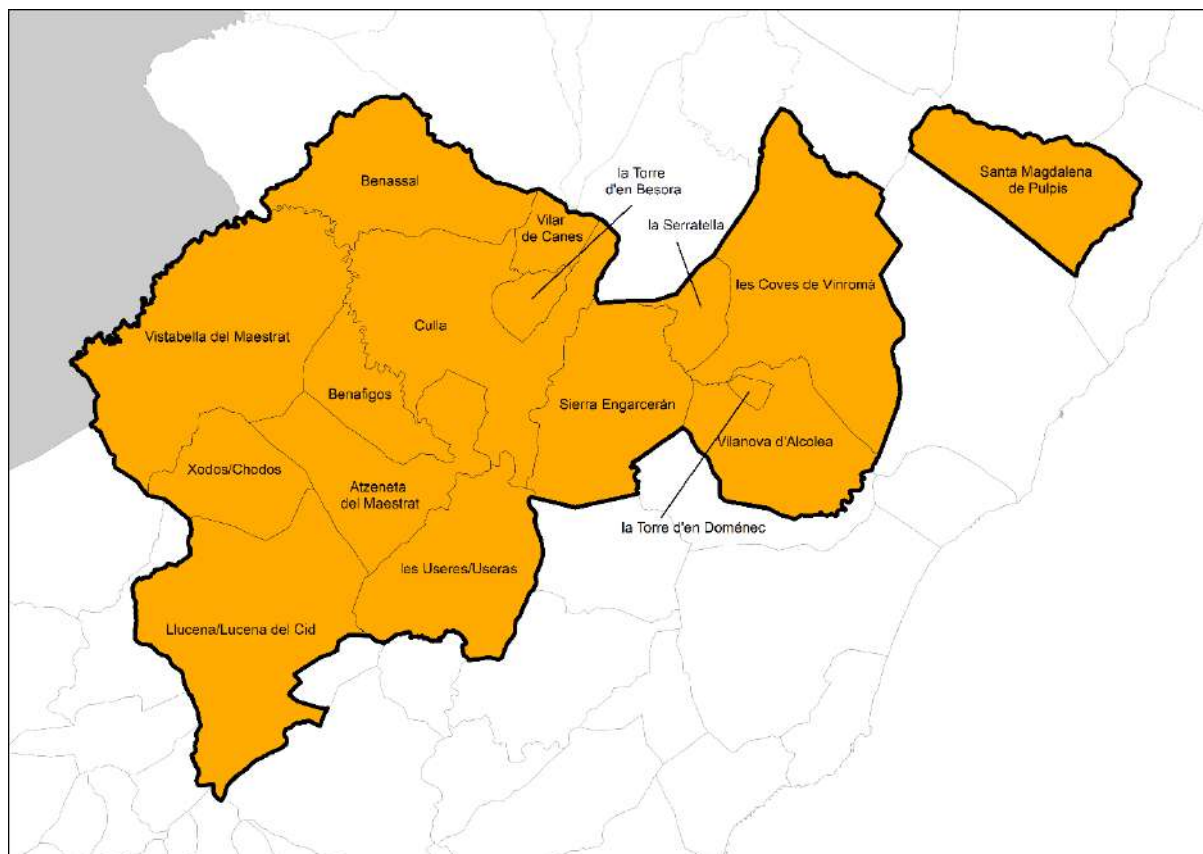 Benassal
la Torre
d'en Besora
Santa Magdalena
de Pulpis
Vilar
de Canes
la Serratella
les Coves de Vinromá
Vistabella del Maestrat
Culla
Benafigos
Sierra Engarcerán
Vilanova d'Alcolea
Xodos/Chodos
Atzeneta
del Maestrat
la Torre d'en Doménec
les Useres/Useras
Llucena/Lucena del Cid